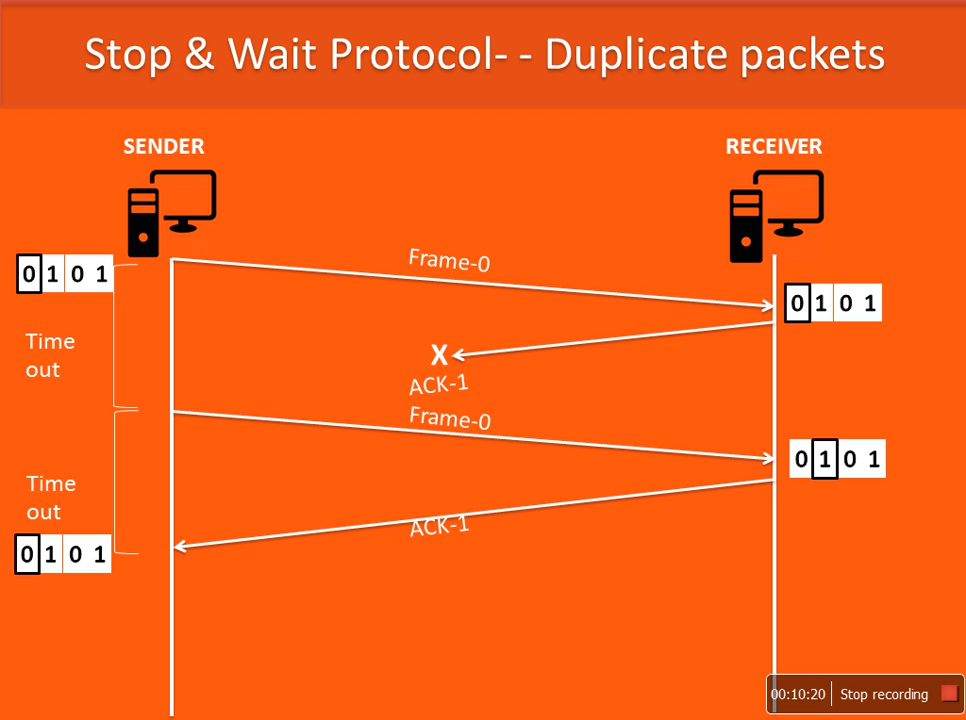 Stop & Wait Protocol- - Duplicate packets
SENDER
RECEIVER
Frame-0
0 1 0 1
0 1 0 1
Time
out
X
ACK-1
Frame-0
0 1 0 1
Time
out
ACK-1
0 1 0 1
00:10:20
Stop recording